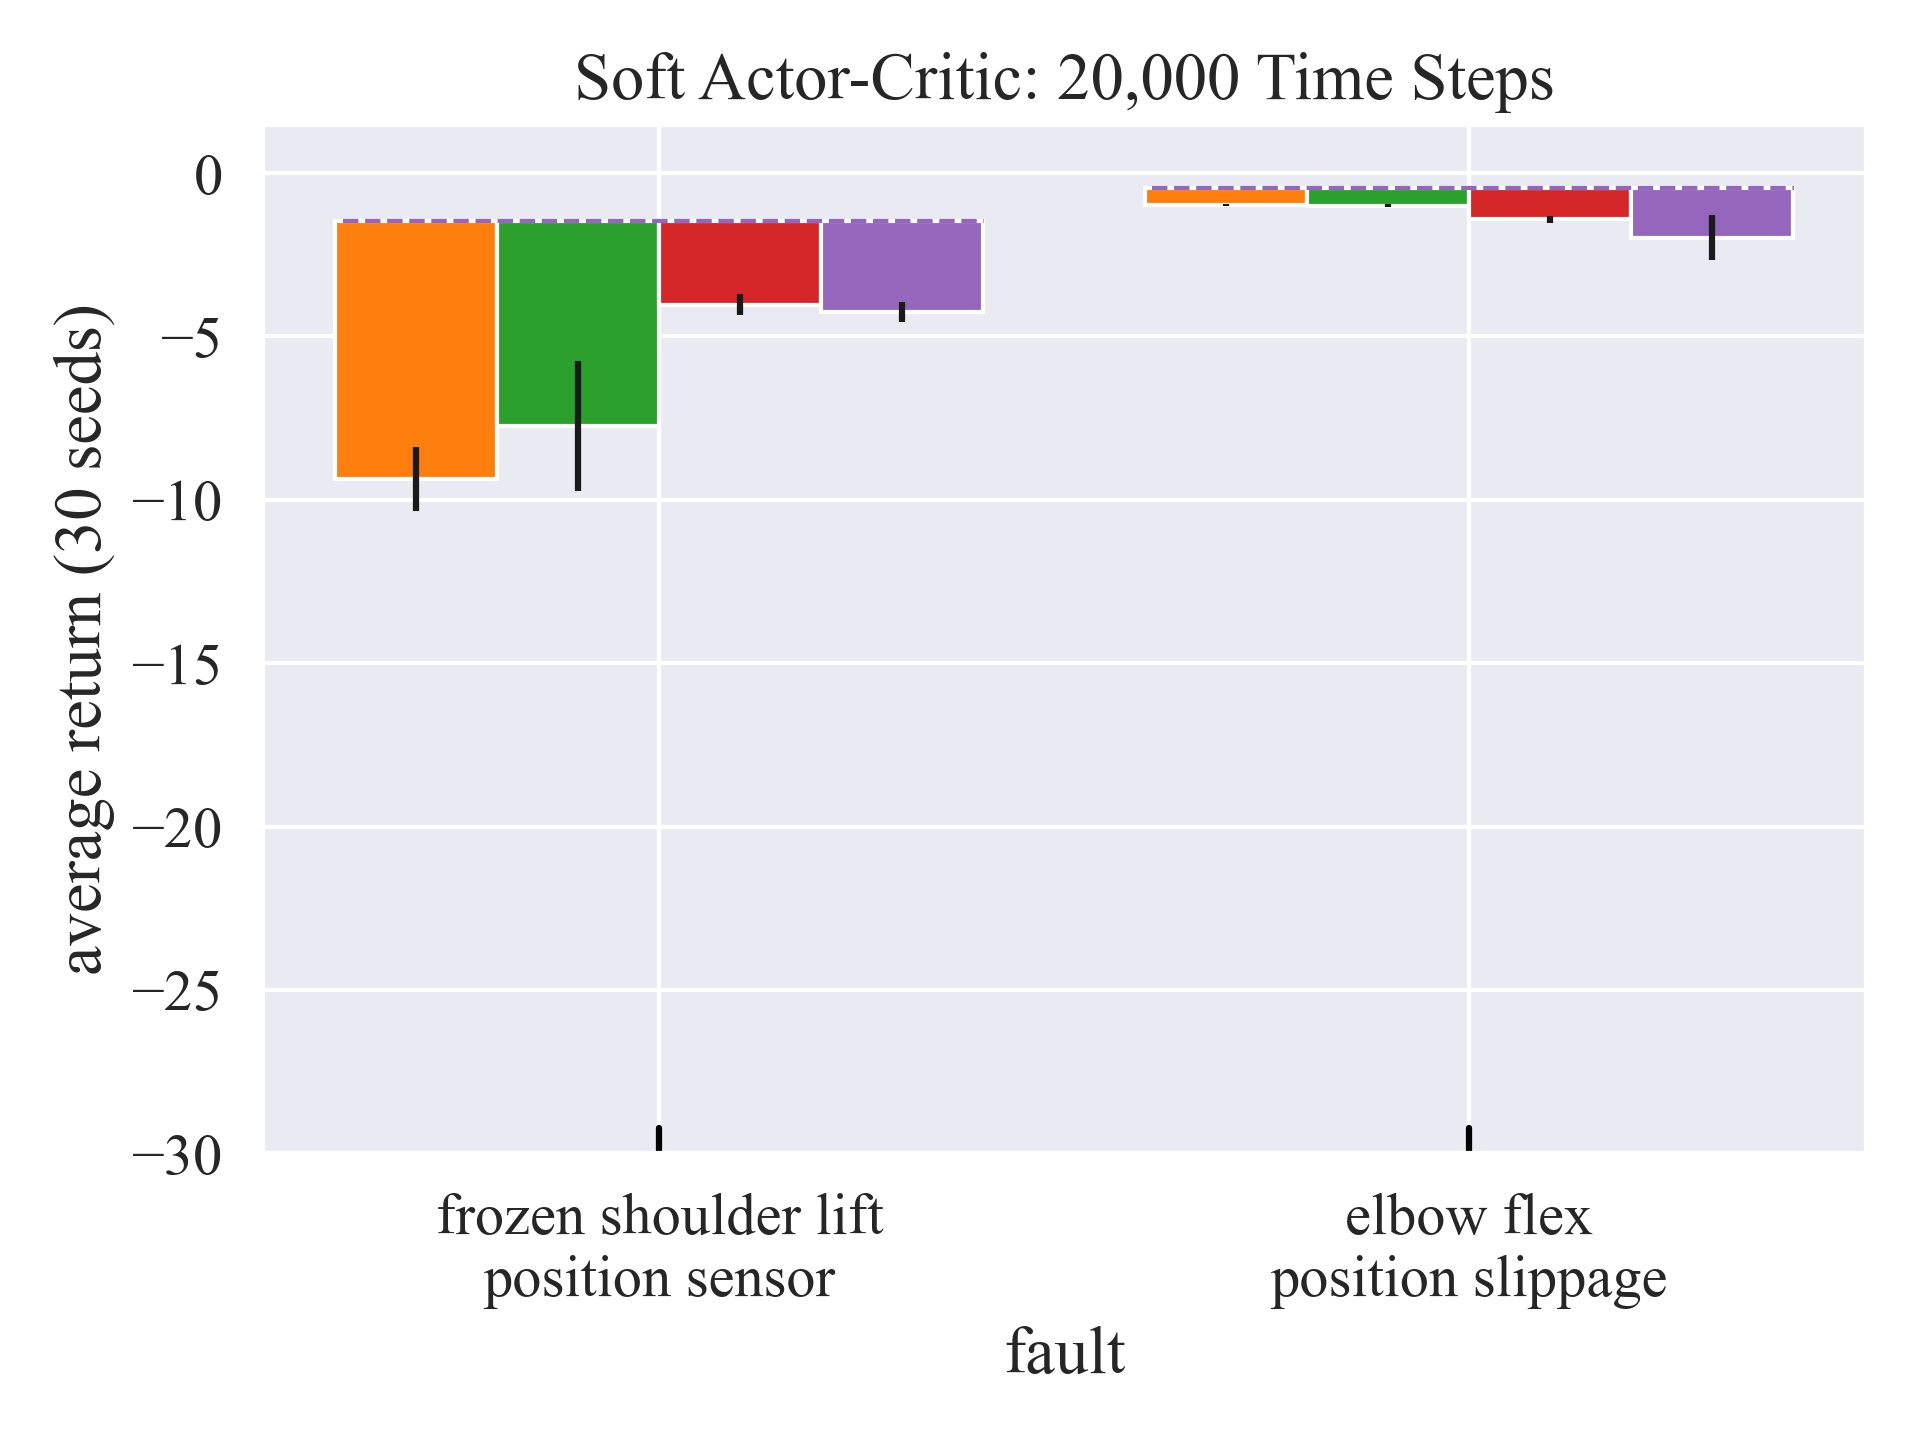 Soft Actor-Critic: 20,000 Time Steps
average return (30 seeds)
0
−5
−10
−15
−20
−25
−30
frozen shoulder lift
position sensor
elbow flex
position slippage
fault